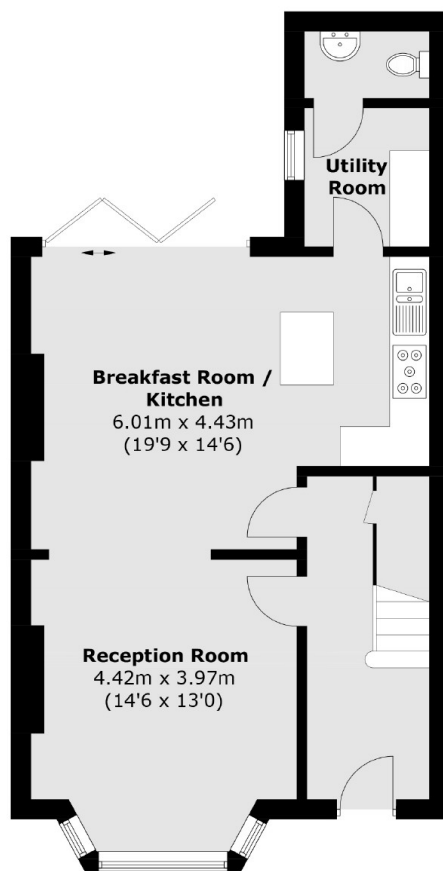 Utility
Room
Breakfast Room /
Kitchen
6.01m x 4.43m
(19'9 x 14'6)
Reception Room
4.42m x 3.97m
(14'6 x 13'0)